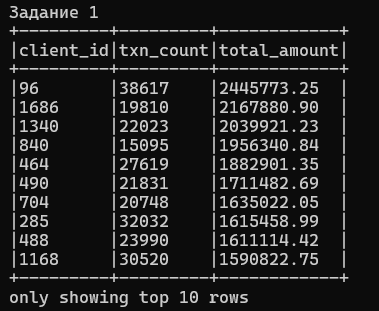 Задание 1
+---------+---------+------------+
|client_id|txn_count|total_amount|
+---------+---------+------------+
|96       |38617    |2445773.25  |
|1686     |19810    |2167880.90  |
|1340     |22023    |2039921.23  |
|840      |15095    |1956340.84  |
|464      |27619    |1882901.35  |
|490      |21831    |1711482.69  |
|704      |20748    |1635022.05  |
|285      |32032    |1615458.99  |
|488      |23990    |1611114.42  |
|1168     |30520    |1590822.75  |
+---------+---------+------------+
only showing top 10 rows